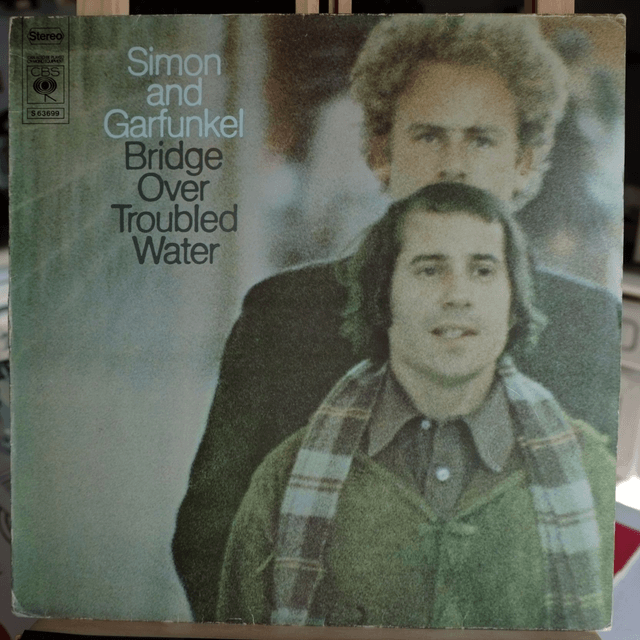 Stereo
CBS
S 63699
Simon
and
Garfunkel
Bridge
Over
Troubled
Water